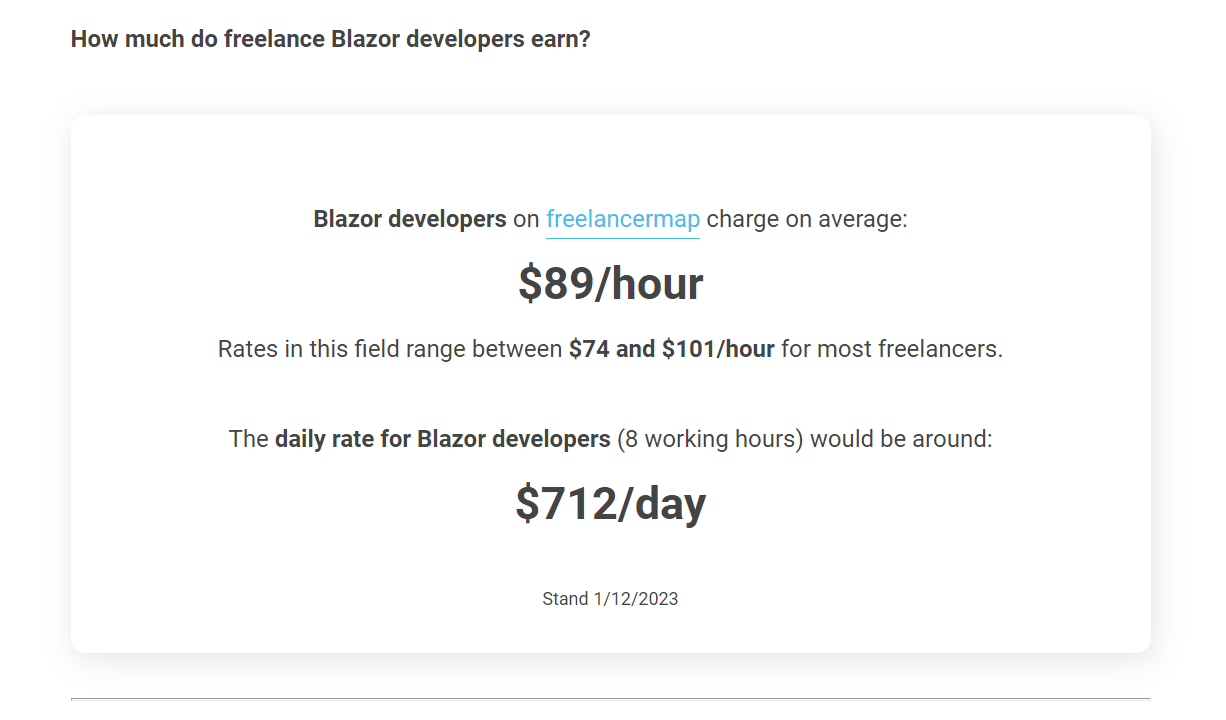 How much do freelance Blazor developers earn?
Blazor developers on freelancermap charge on average:
$89/hour
Rates in this field range between $74 and $101/hour for most freelancers.
The daily rate for Blazor developers (8 working hours) would be around:
$712/day
Stand 1/12/2023